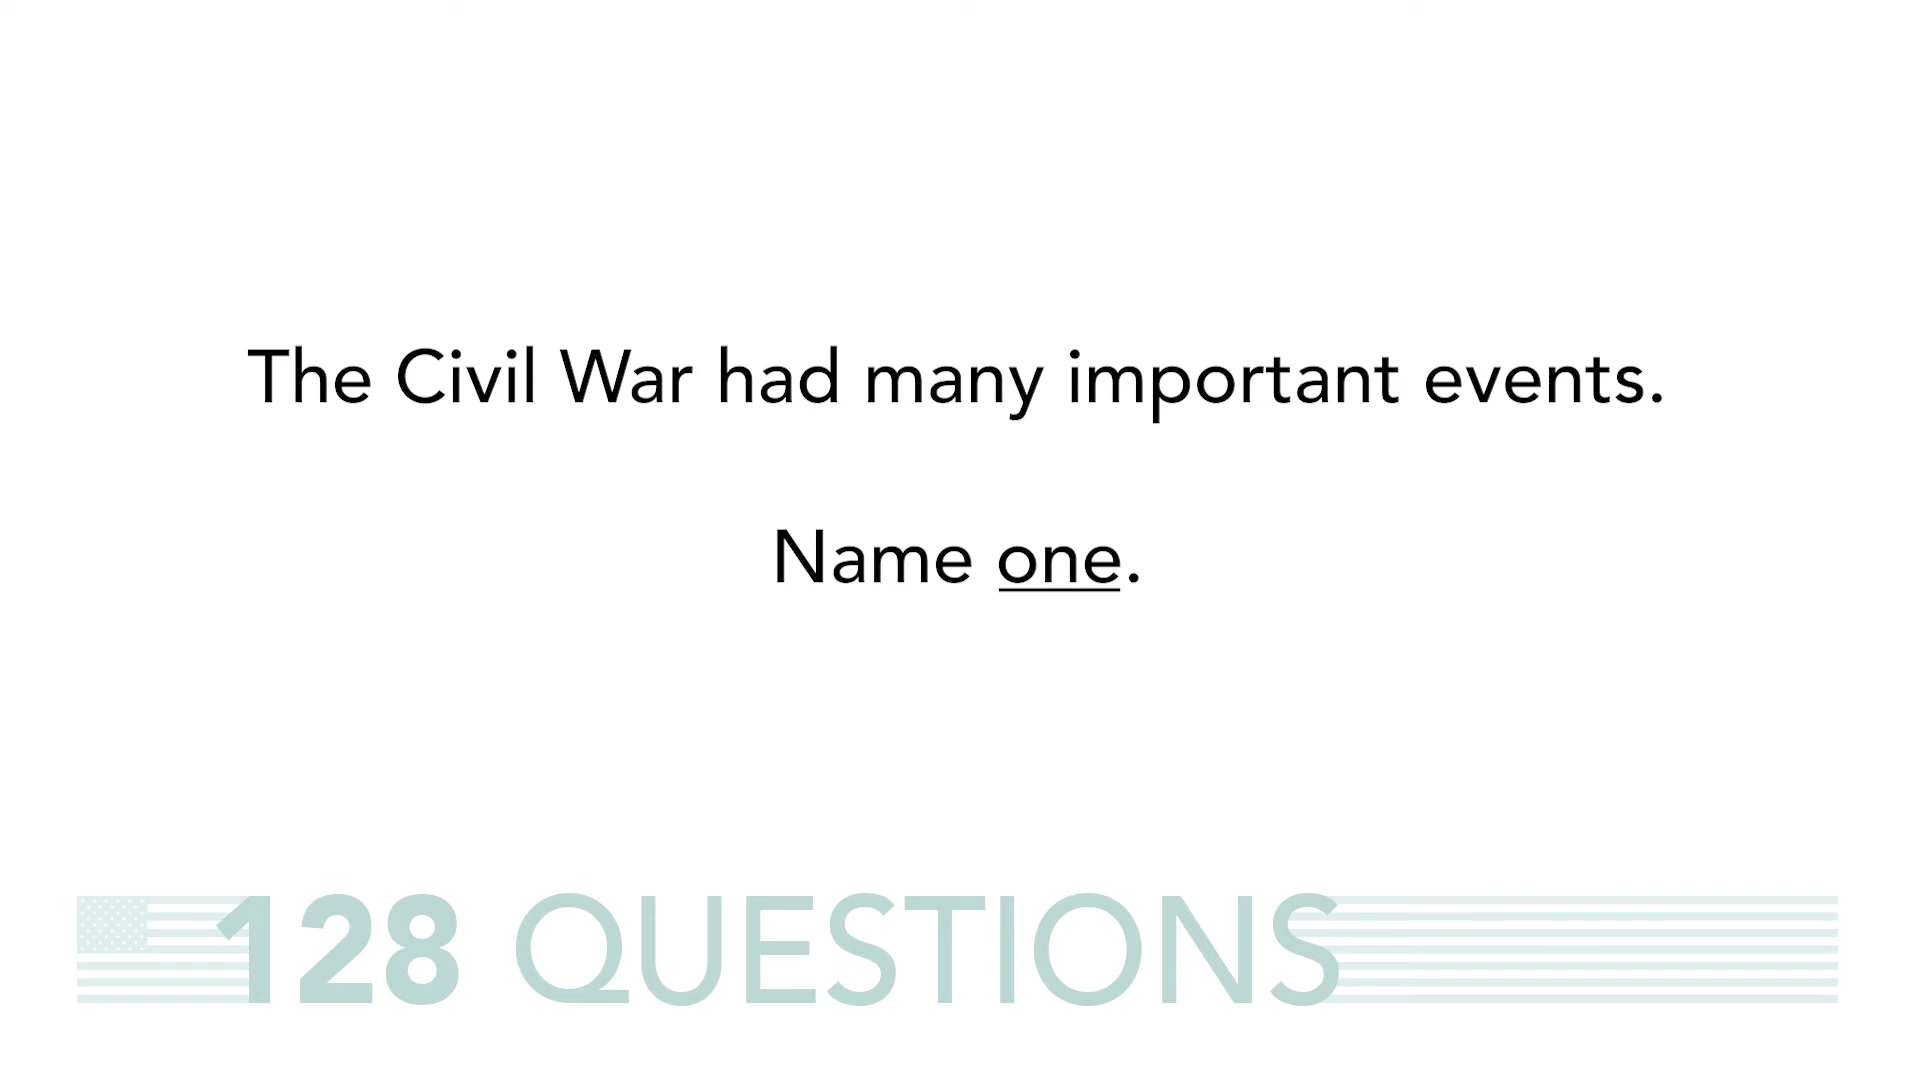 The Civil War had many important events.
Name one.
128 QUESTIONS